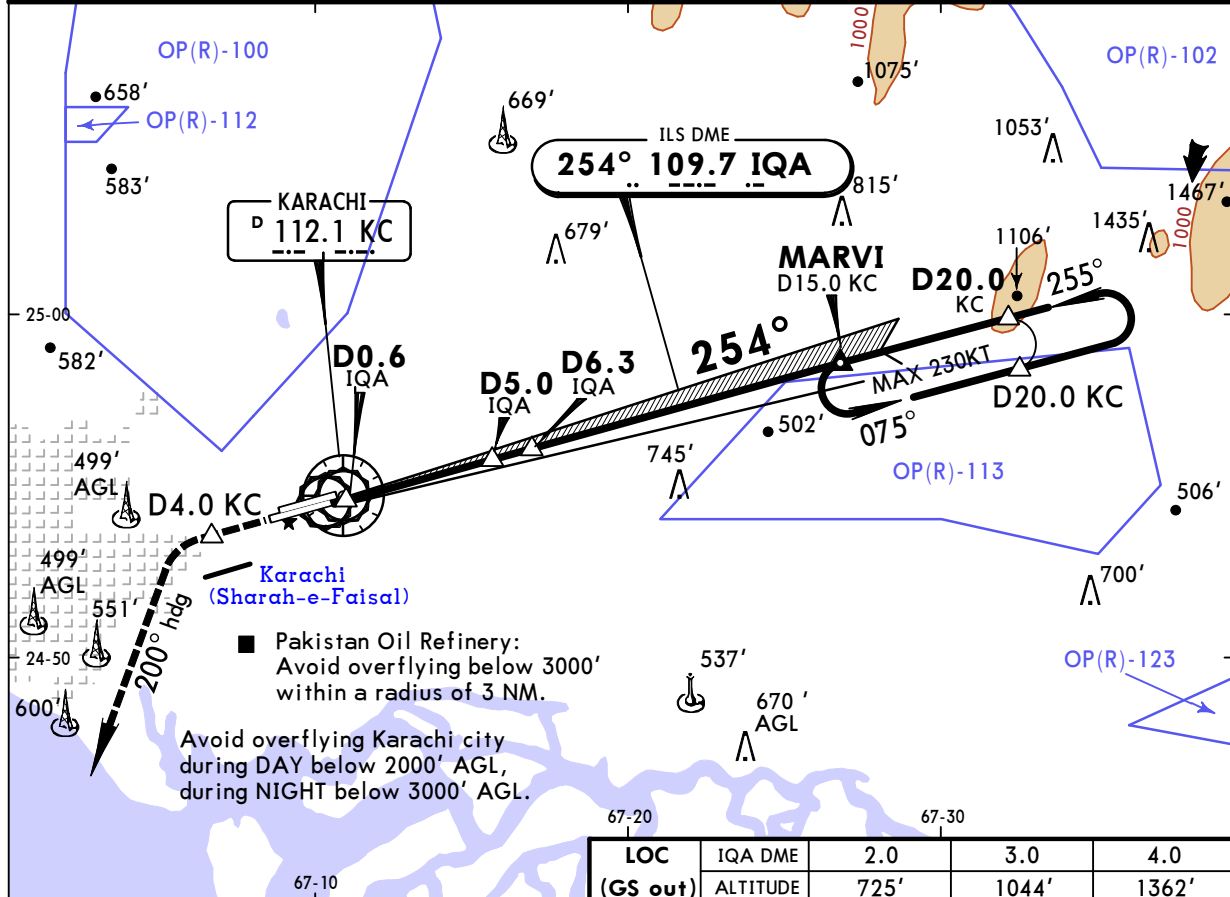 OP(R)-100
1000
1075'
OP(R)-102
658'
OP(R)-112
669'
1053'
583'
ILS DME
254° 109.7 IQA
KARACHI
D 112.1 KC
815'
1467'
1000
679'
1435'
1106'
MARVI
D15.0 KC
D20.0
KC
255°
25-00
582'
254°
D0.6
IQA
D5.0
IQA
D6.3
IQA
MAX 230KT
D20.0 KC
075°
502'
745'
OP(R)-113
499'
AGL
D4.0 KC
506'
499'
AGL
Karachi
(Sharah-e-Faisal)
551'
700'
200° hdg
Pakistan Oil Refinery:
Avoid overflying below 3000'
within a radius of 3 NM.
24-50
537'
OP(R)-123
600'
670 '
AGL
Avoid overflying Karachi city
during DAY below 2000' AGL,
during NIGHT below 3000' AGL.
67-20
67-30
67-10
LOC
(GS out)
IQA DME 2.0 3.0 4.0
ALTITUDE 725' 1044' 1362'